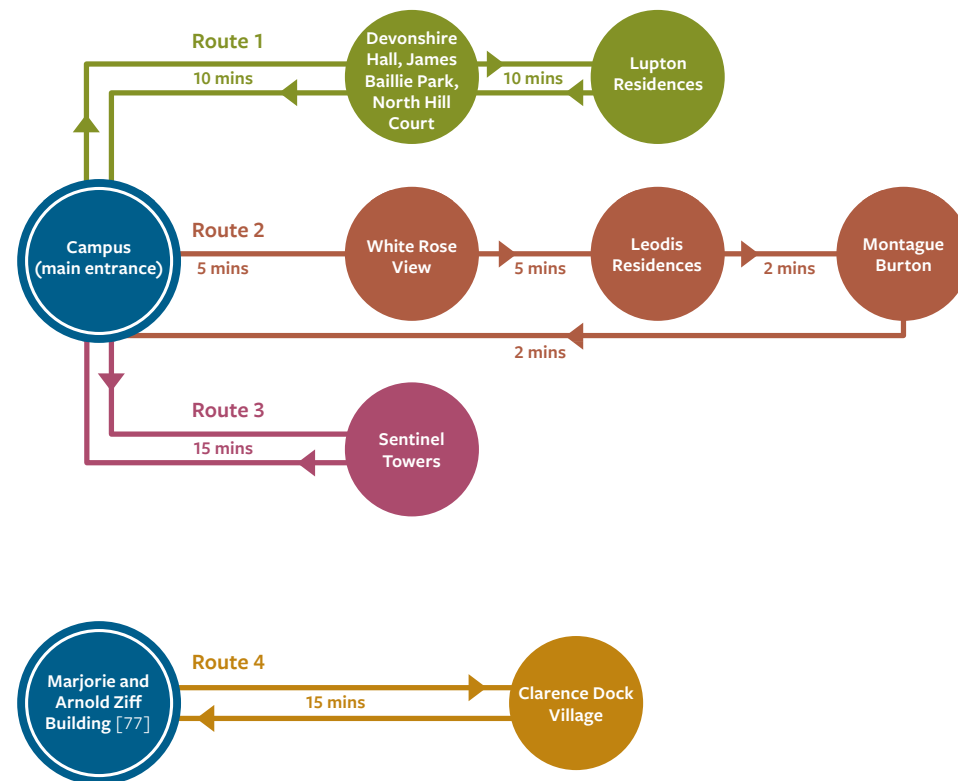 Route 1
10 mins
Devonshire
Hall, James
Baillie Park,
North Hill
Court
10 mins
Lupton
Residences
Campus
(main entrance)
Route 2
5 mins
White Rose
View
5 mins
Leodis
Residences
2 mins
Montague
Burton
2 mins
Route 3
15 mins
Sentinel
Towers
Marjorie and
Arnold Ziff
Building [77]
Route 4
15 mins
Clarence Dock
Village